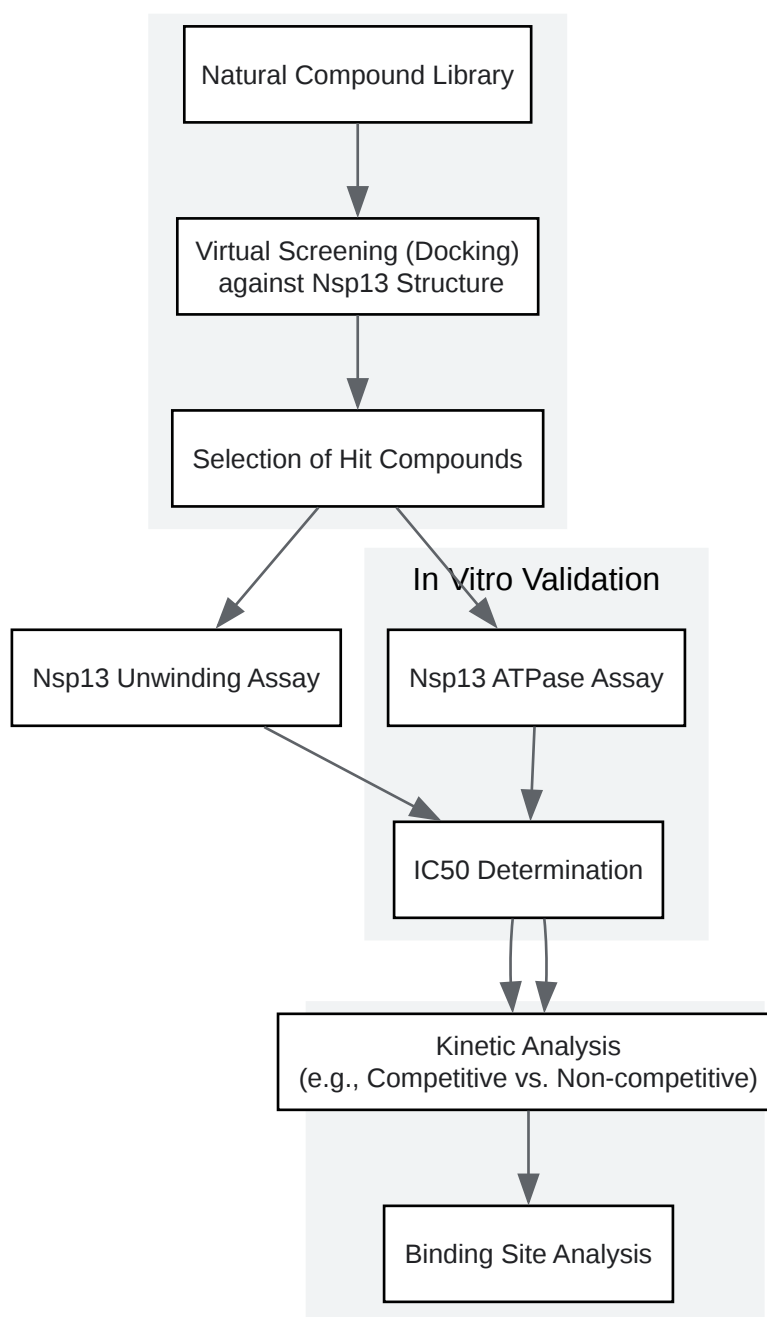 Natural Compound Library
Virtual Screening (Docking)
against Nsp13 Structure
Selection of Hit Compounds
In Vitro Validation
Nsp13 Unwinding Assay
Nsp13 ATPase Assay
IC50 Determination
Kinetic Analysis
(e.g., Competitive vs. Non-competitive)
Binding Site Analysis